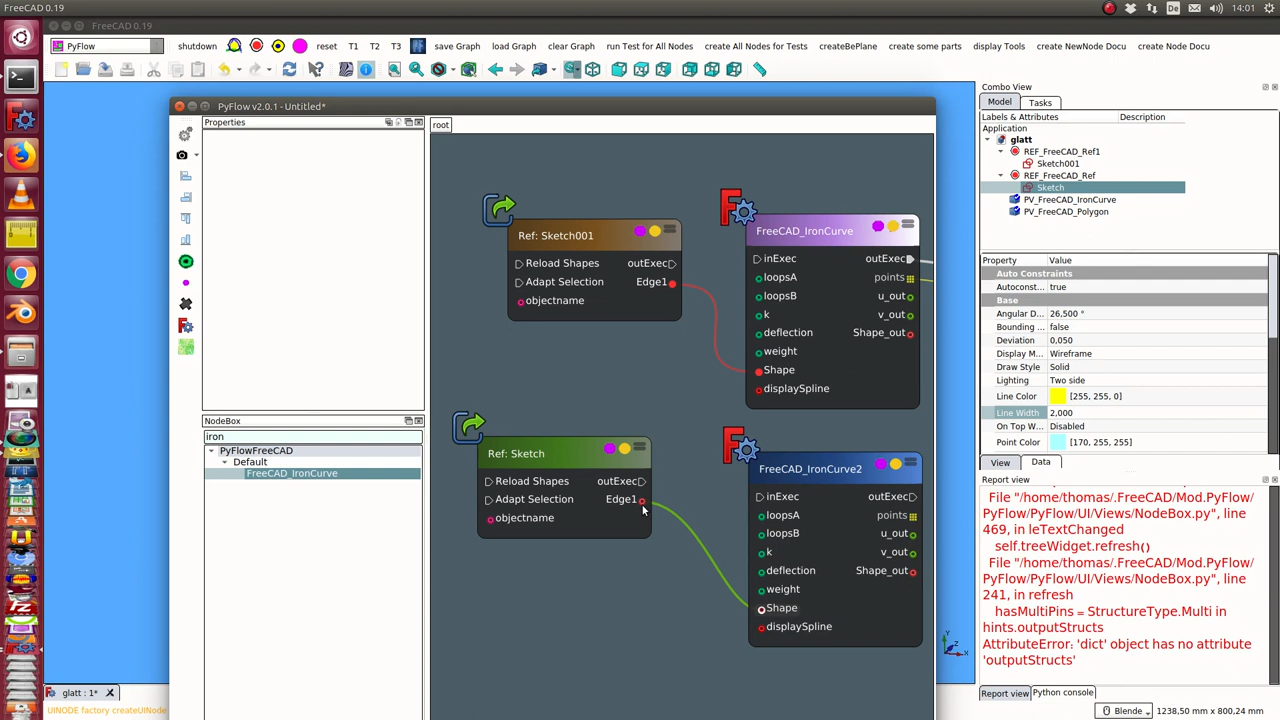 FreeCAD 0.19
De
14:01
FreeCAD 0.19
PyFlow
shutdown
reset
T1
T2
T3
save Graph
load Graph
clear Graph
run Test for All Nodes
create All Nodes for Tests
createBePlane
create some parts
display Tools
create NewNode Docu
create Node Docu
PyFlow v2.0.1 - Untitled*
Properties
root
NodeBox
iron
PyFlowFreeCAD
Default
FreeCAD_IronCurve
Ref: Sketch001
Reload Shapes
outExec
Adapt Selection
Edge1
objectname
FreeCAD_IronCurve
inExec
outExec
loopsA
points
loopsB
u_out
k
v_out
deflection
Shape_out
weight
Shape
displaySpline
Ref: Sketch
Reload Shapes
outExec
Adapt Selection
Edge1
objectname
FreeCAD_IronCurve2
inExec
outExec
loopsA
points
loopsB
u_out
k
v_out
deflection
Shape_out
weight
Shape
displaySpline
Combo View
Model
Tasks
Labels & Attributes
Description
Application
glatt
REF_FreeCAD_Ref1
Sketch001
REF_FreeCAD_Ref
Sketch
PV_FreeCAD_IronCurve
PV_FreeCAD_Polygon
Property
Value
Auto Constraints
Autoconst... true
Base
Angular D... 26,500 °
Bounding ... false
Deviation 0,050
Display M... Wireframe
Draw Style Solid
Lighting Two side
Line Color [255, 255, 0]
Line Width 2,000
On Top W... Disabled
Point Color [170, 255, 255]
View
Data
Report view
File "/home/thomas/.FreeCAD/Mod.PyFlow/
PyFlow/PyFlow/UI/Views/NodeBox.py", line
469, in leTextChanged
self.treeWidget.refresh()
File "/home/thomas/.FreeCAD/Mod.PyFlow/
PyFlow/PyFlow/UI/Views/NodeBox.py", line
241, in refresh
hasMultiPins = StructureType.Multi in
hints.outputStructs
AttributeError: 'dict' object has no attribute
'outputStructs'
Report view
Python console
glatt : 1*
UINODE factory createUINode
Blende
1238,50 mm x 800,24 mm